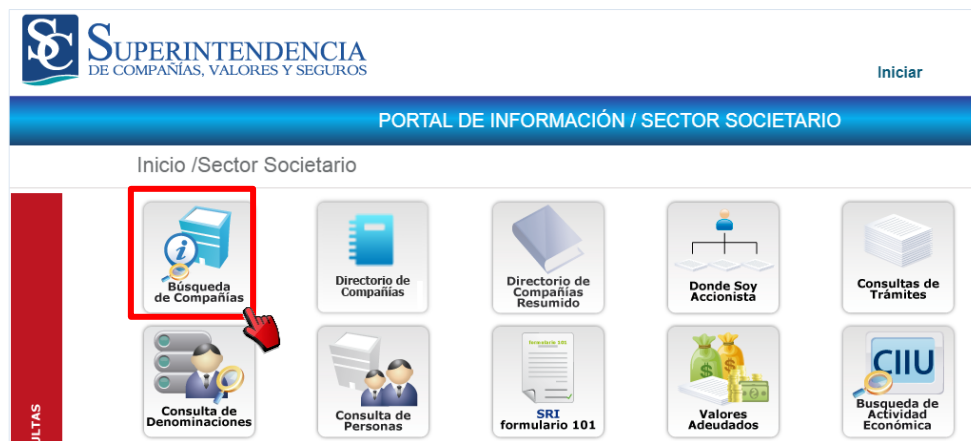 SC SUPERINTENDENCIA
DE COMPAÑÍAS, VALORES Y SEGUROS
Iniciar
PORTAL DE INFORMACIÓN / SECTOR SOCIETARIO
Inicio /Sector Societario
Búsqueda
de Compañías
Directorio de
Compañías
Directorio de
Compañías
Resumido
Donde Soy
Accionista
Consultas de
Trámites
Consulta de
Denominaciones
Consulta de
Personas
formulario 101
SRI
formulario 101
Valores
Adeudados
CIIU
Busqueda de
Actividad
Económica